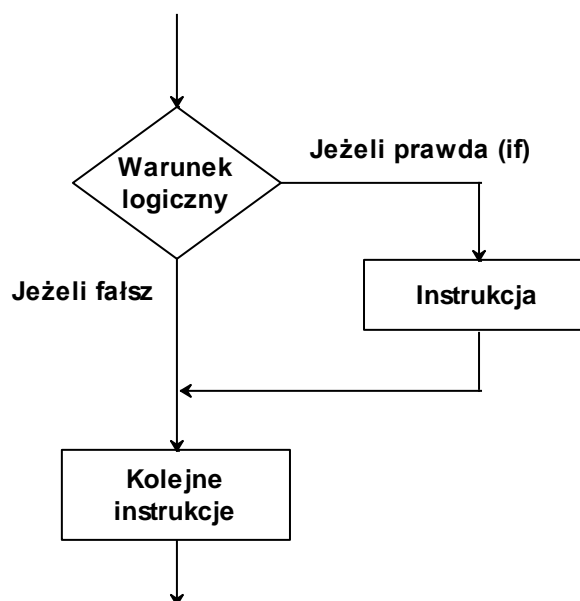 Jeżeli prawda (if)
Warunek
logiczny
Jeżeli fałsz
Instrukcja
Kolejne
instrukcje